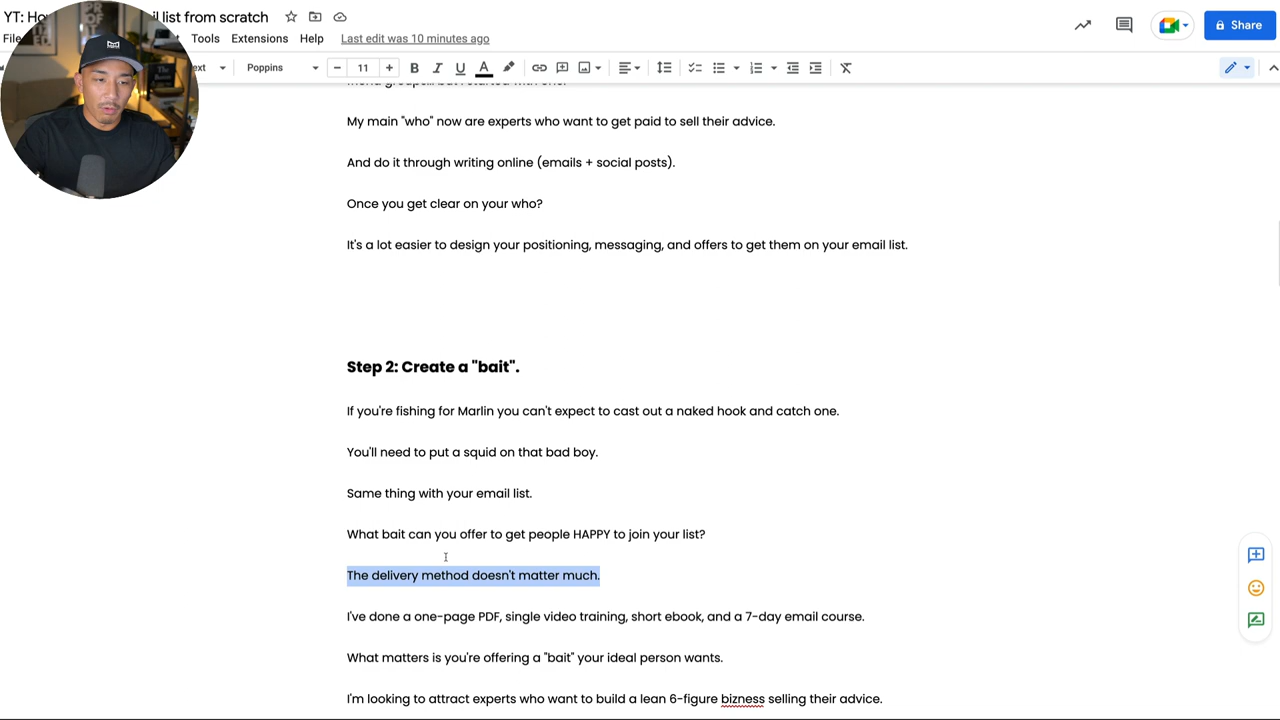 YT: Ho
il list from scratch
File
Tools
Extensions
Help
Last edit was 10 minutes ago
Share
ext
Poppins
11
B
I
U
A
My main "who" now are experts who want to get paid to sell their advice.
And do it through writing online (emails + social posts).
Once you get clear on your who?
It's a lot easier to design your positioning, messaging, and offers to get them on your email list.
Step 2: Create a "bait".
If you're fishing for Marlin you can't expect to cast out a naked hook and catch one.
You'll need to put a squid on that bad boy.
Same thing with your email list.
What bait can you offer to get people HAPPY to join your list?
The delivery method doesn't matter much.
I've done a one-page PDF, single video training, short ebook, and a 7-day email course.
What matters is you're offering a "bait" your ideal person wants.
I'm looking to attract experts who want to build a lean 6-figure bizness selling their advice.